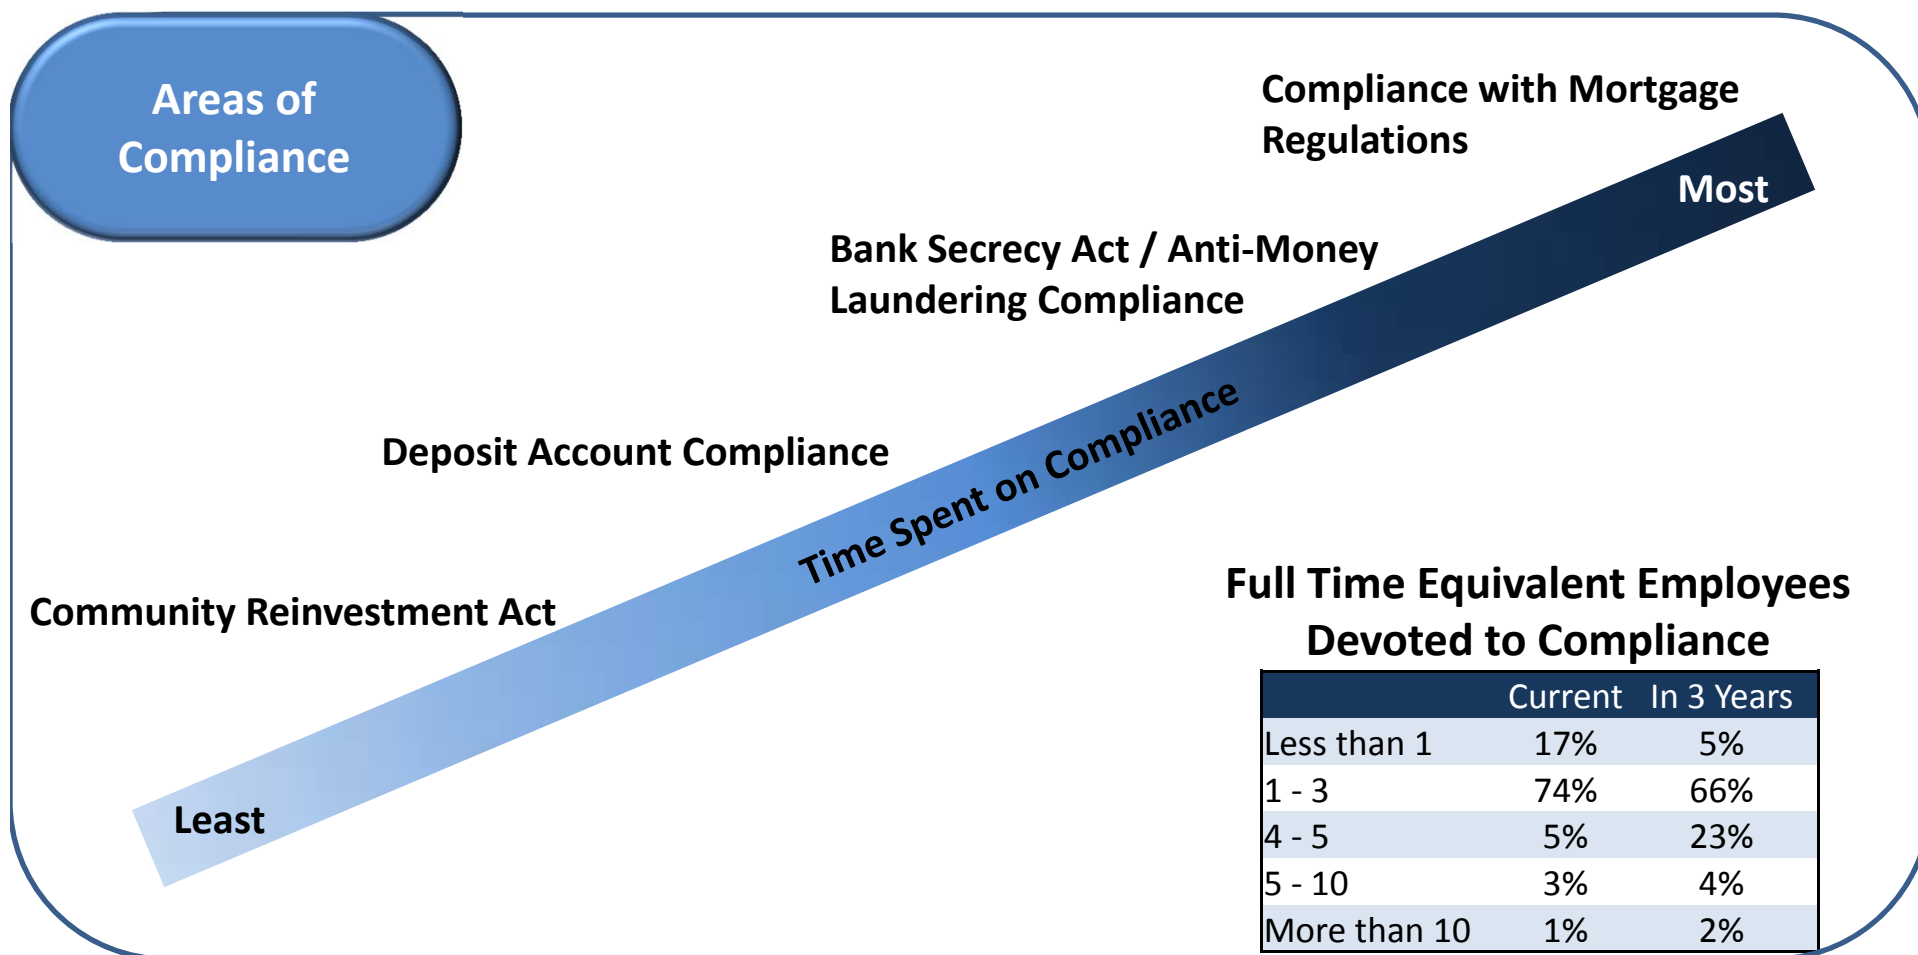 Areas of
Compliance
Compliance with Mortgage
Regulations
Most
Bank Secrecy Act / Anti-Money
Laundering Compliance
Time Spent on Compliance
Deposit Account Compliance
Community Reinvestment Act
Least
Full Time Equivalent Employees
Devoted to Compliance
Current In 3 Years
Less than 1 17% 5%
1 - 3 74% 66%
4 - 5 5% 23%
5 - 10 3% 4%
More than 10 1% 2%